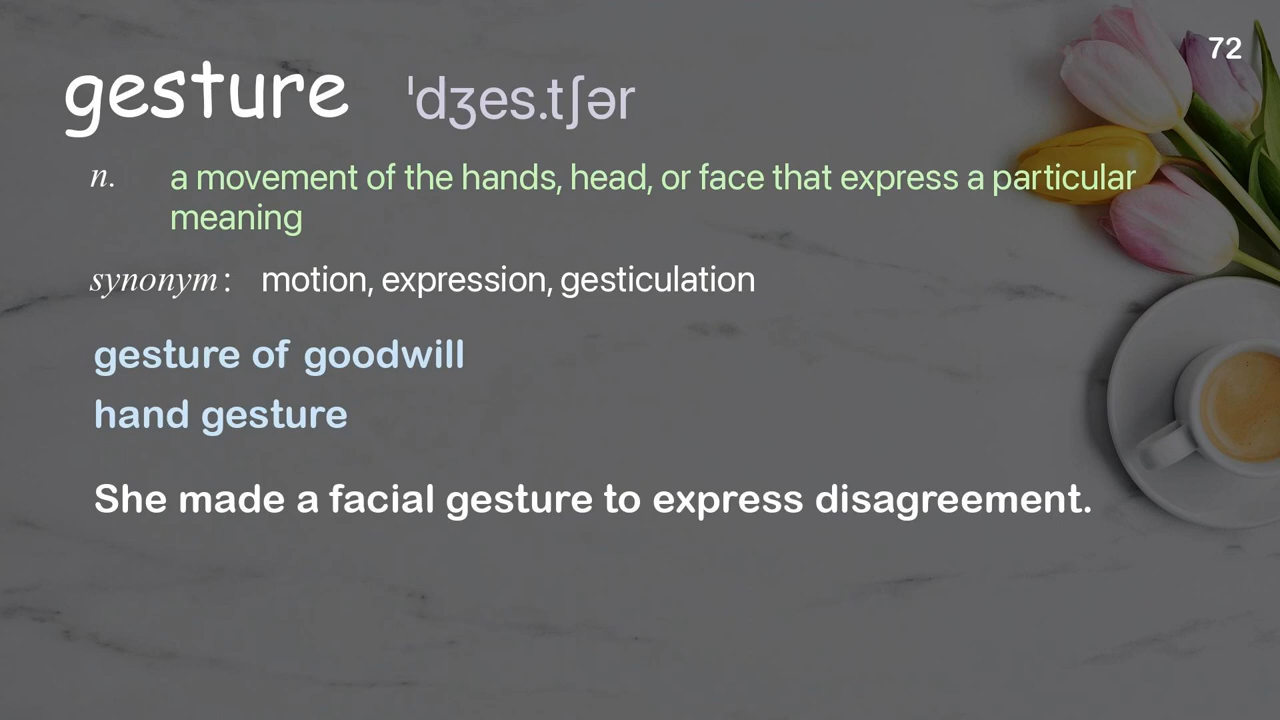 72
gesture ˈdʒes.tʃər
n. a movement of the hands, head, or face that express a particular
meaning
synonym: motion, expression, gesticulation
gesture of goodwill
hand gesture
She made a facial gesture to express disagreement.